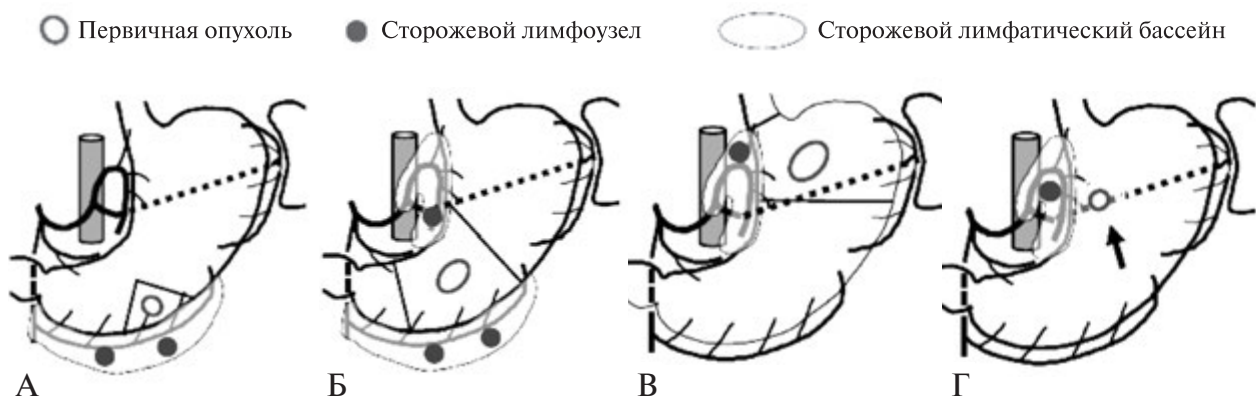 Первичная опухоль
Сторожевой лимфоузел
Сторожевой лимфатический бассейн
А
Б
В
Г